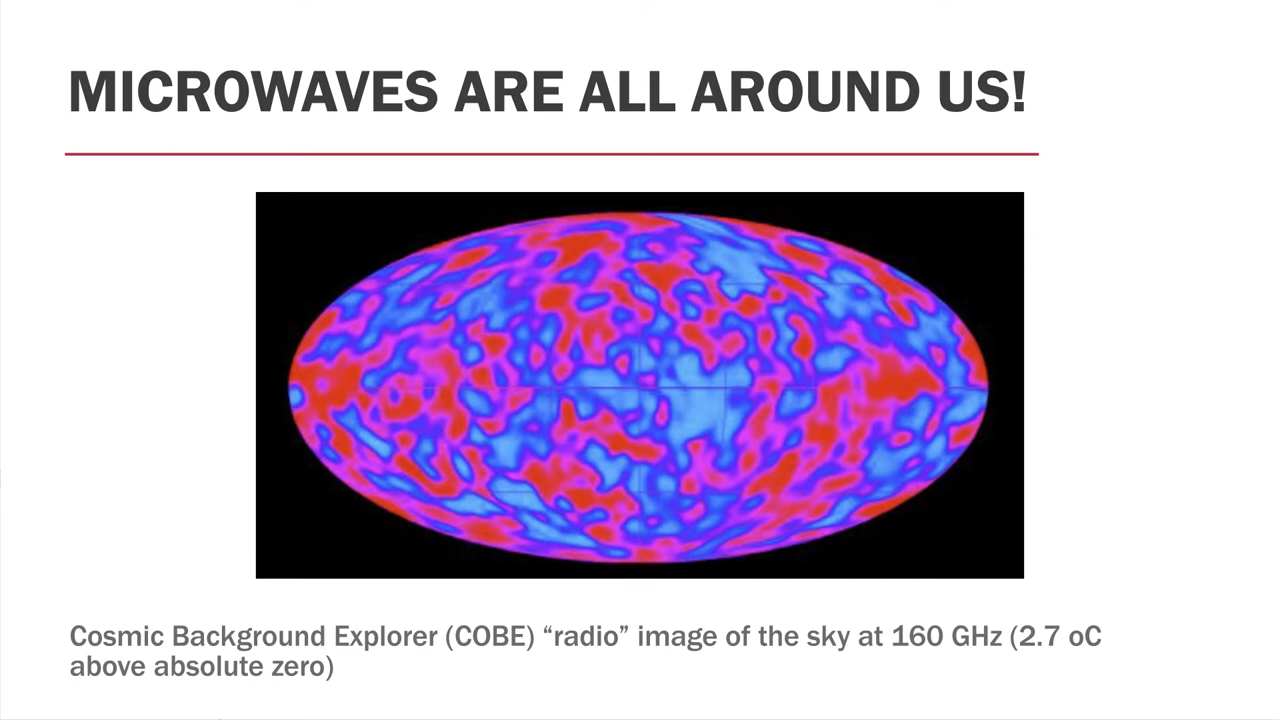 MICROWAVES ARE ALL AROUND US!
Cosmic Background Explorer (COBE) “radio” image of the sky at 160 GHz (2.7 oC
above absolute zero)